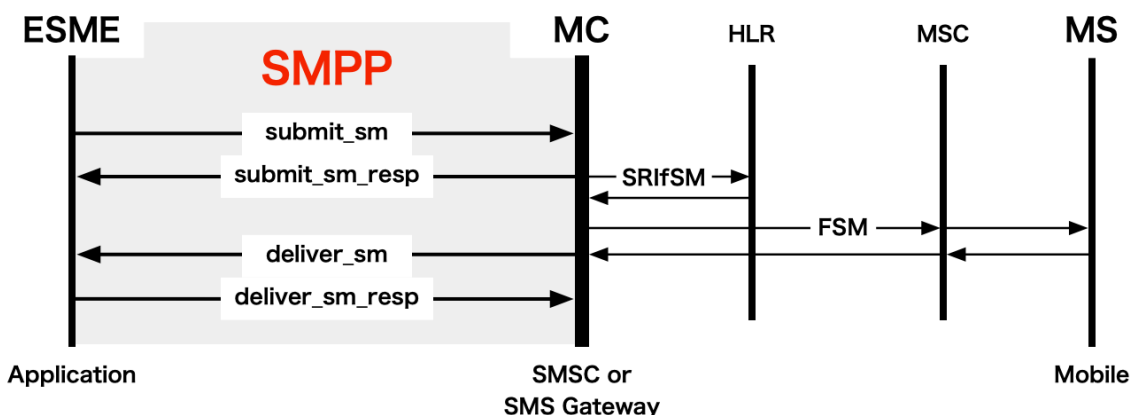 ESME
MC
HLR
MSC
MS
SMPP
submit_sm
submit_sm_resp
SRIfSM
FSM
deliver_sm
deliver_sm_resp
Application
SMSC or
SMS Gateway
Mobile